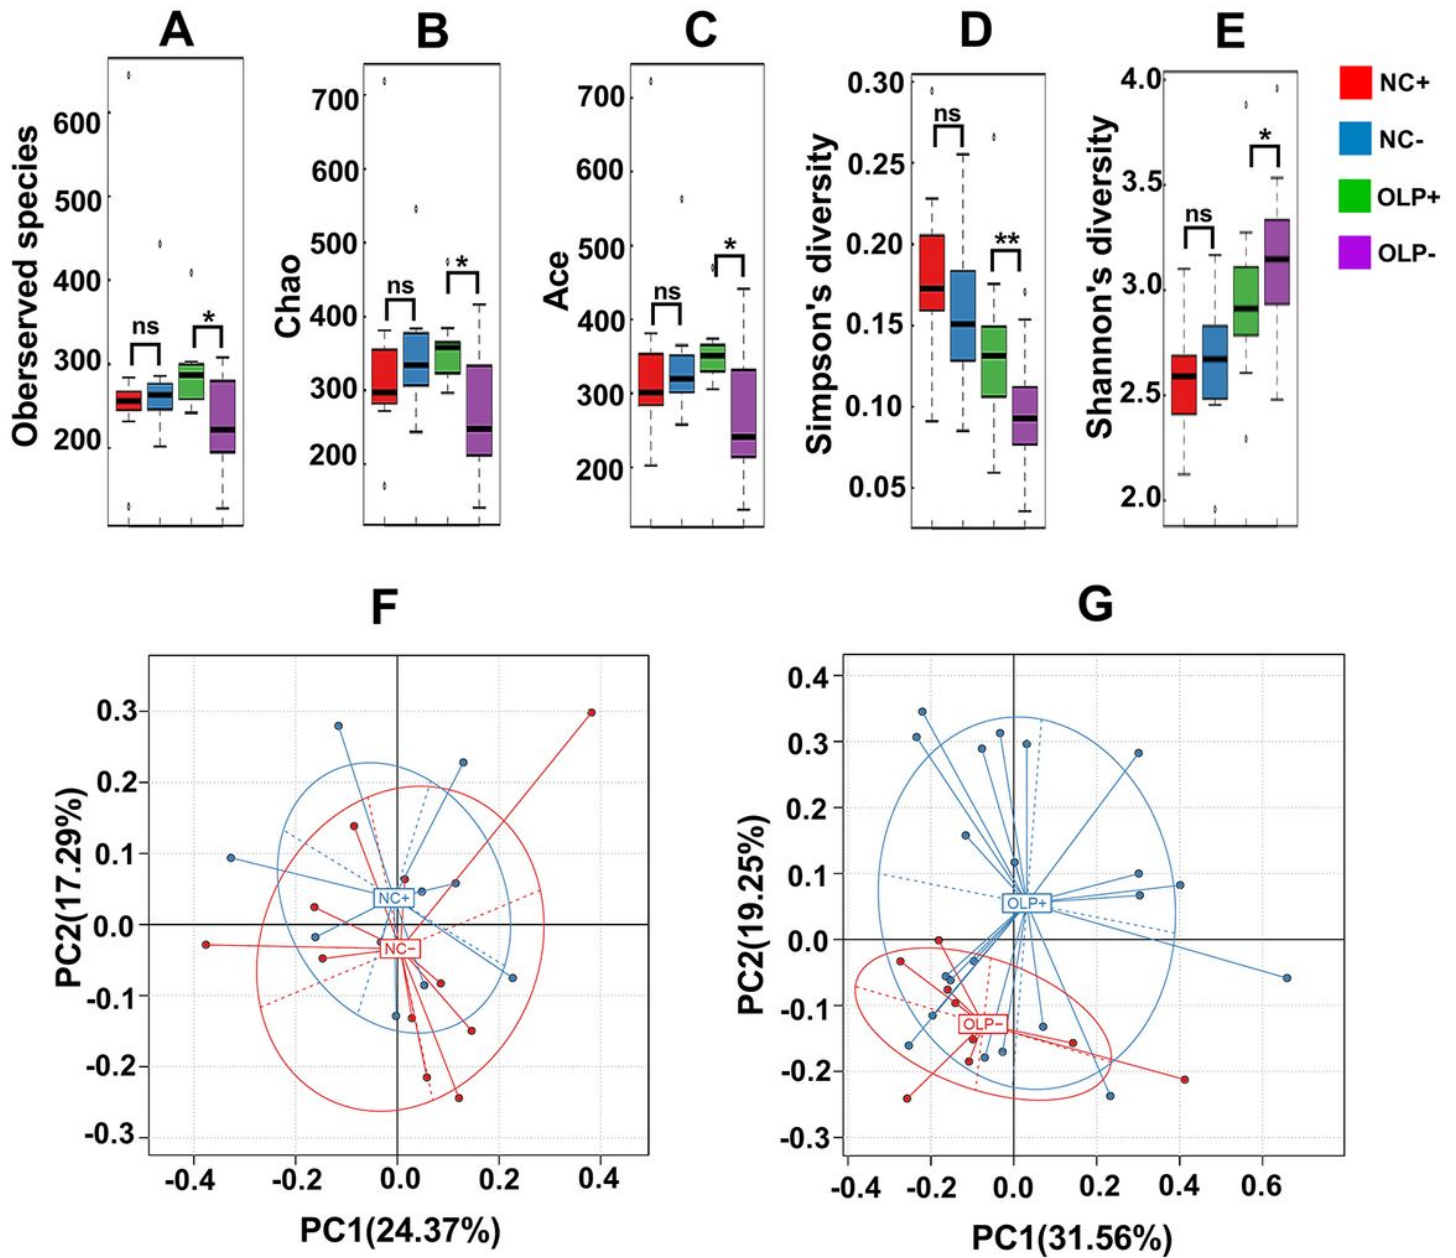 A
B
C
D
E
Oberserved species
600
500
400
300
200
ns
*
Chao
700
600
500
400
300
200
ns
*
Ace
700
600
500
400
300
200
ns
*
Simpson's diversity
0.30
0.25
0.20
0.15
0.10
0.05
ns
**
Shannon's diversity
4.0
3.5
3.0
2.5
2.0
ns
*
NC+
NC-
OLP+
OLP-
F
PC2(17.29%)
0.3
0.2
0.1
0.0
-0.1
-0.2
-0.3
NC+
NC−
-0.4 -0.2 0.0 0.2 0.4
PC1(24.37%)
G
PC2(19.25%)
0.4
0.3
0.2
0.1
0.0
-0.1
-0.2
-0.3
OLP+
OLP−
-0.4 -0.2 0.0 0.2 0.4 0.6
PC1(31.56%)